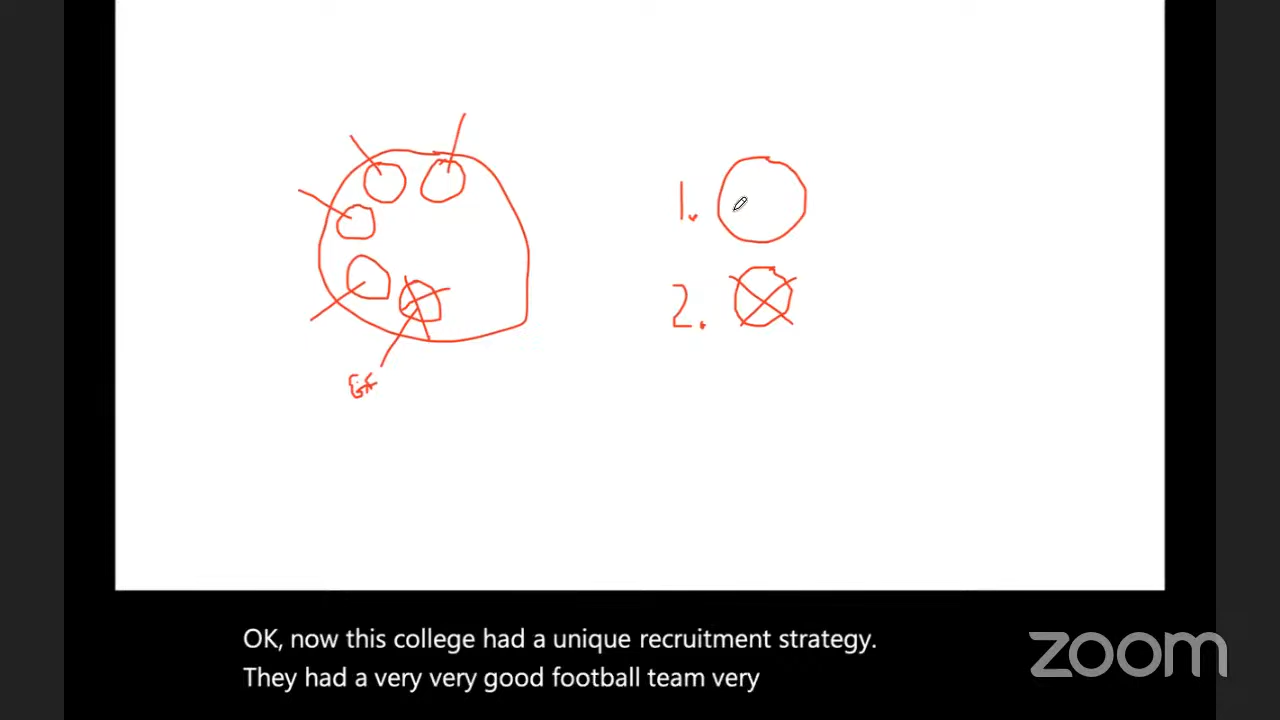 1.
2.
OK, now this college had a unique recruitment strategy.
They had a very very good football team very
zoom